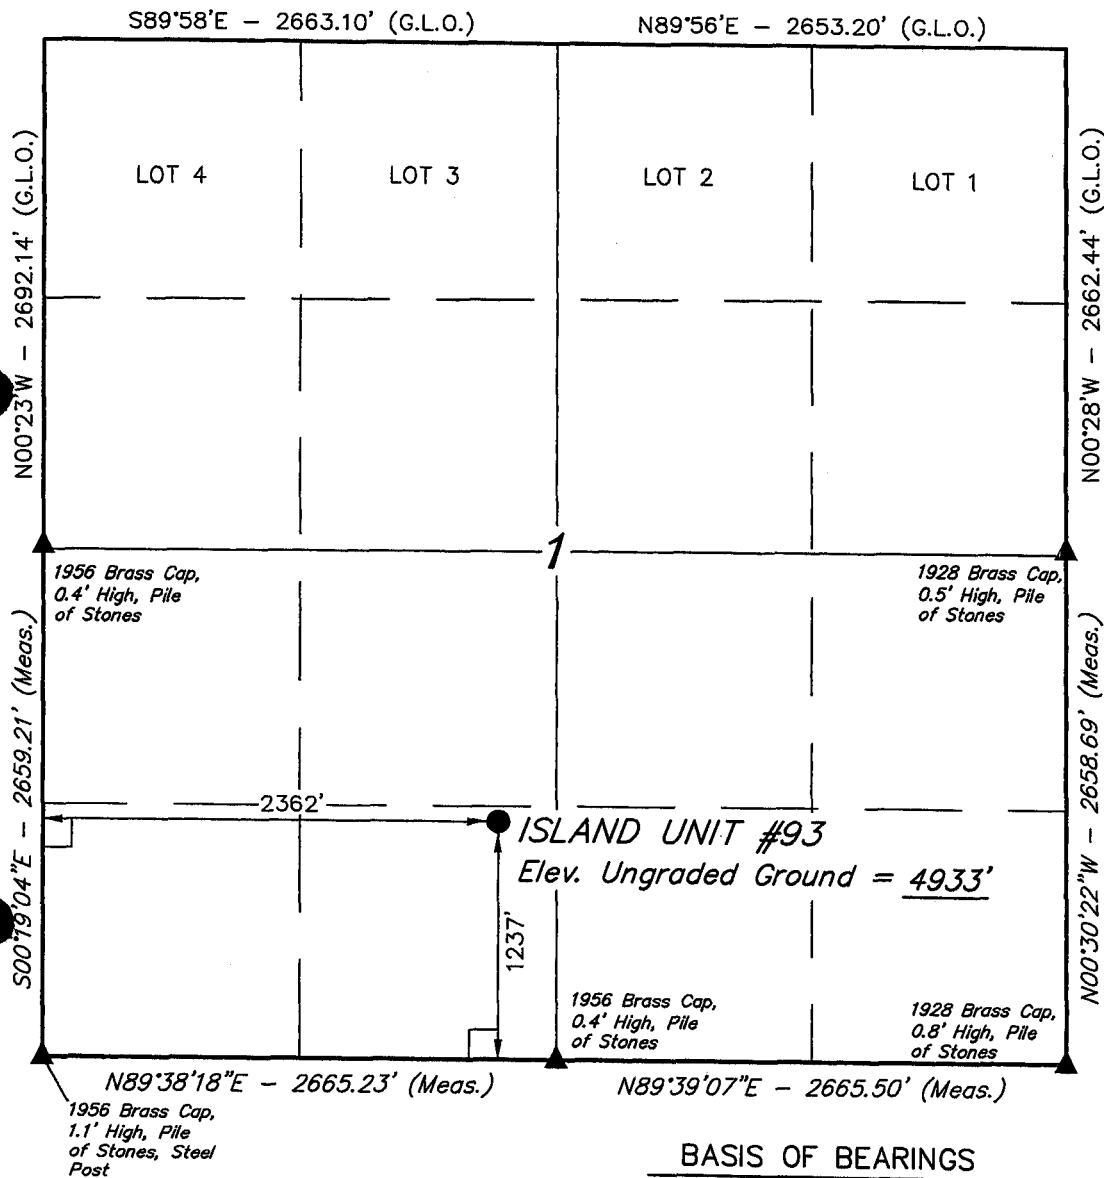 S89°58'E - 2663.10' (G.L.O.)
N89°56'E - 2653.20' (G.L.O.)
N00°23'W - 2692.14' (G.L.O.)
LOT 4
LOT 3
LOT 2
LOT 1
N00°28'W - 2662.44' (G.L.O.)
1
1956 Brass Cap,
0.4' High, Pile
of Stones
1928 Brass Cap,
0.5' High, Pile
of Stones
S00°19'04"E - 2659.21' (Meas.)
N00°30'22"W - 2658.69' (Meas.)
2362'
ISLAND UNIT #93
Elev. Ungraded Ground = 4933'
1237'
1956 Brass Cap,
0.4' High, Pile
of Stones
1928 Brass Cap,
0.8' High, Pile
of Stones
N89°38'18"E - 2665.23' (Meas.)
N89°39'07"E - 2665.50' (Meas.)
1956 Brass Cap,
1.1' High, Pile
of Stones, Steel
Post
BASIS OF BEARINGS